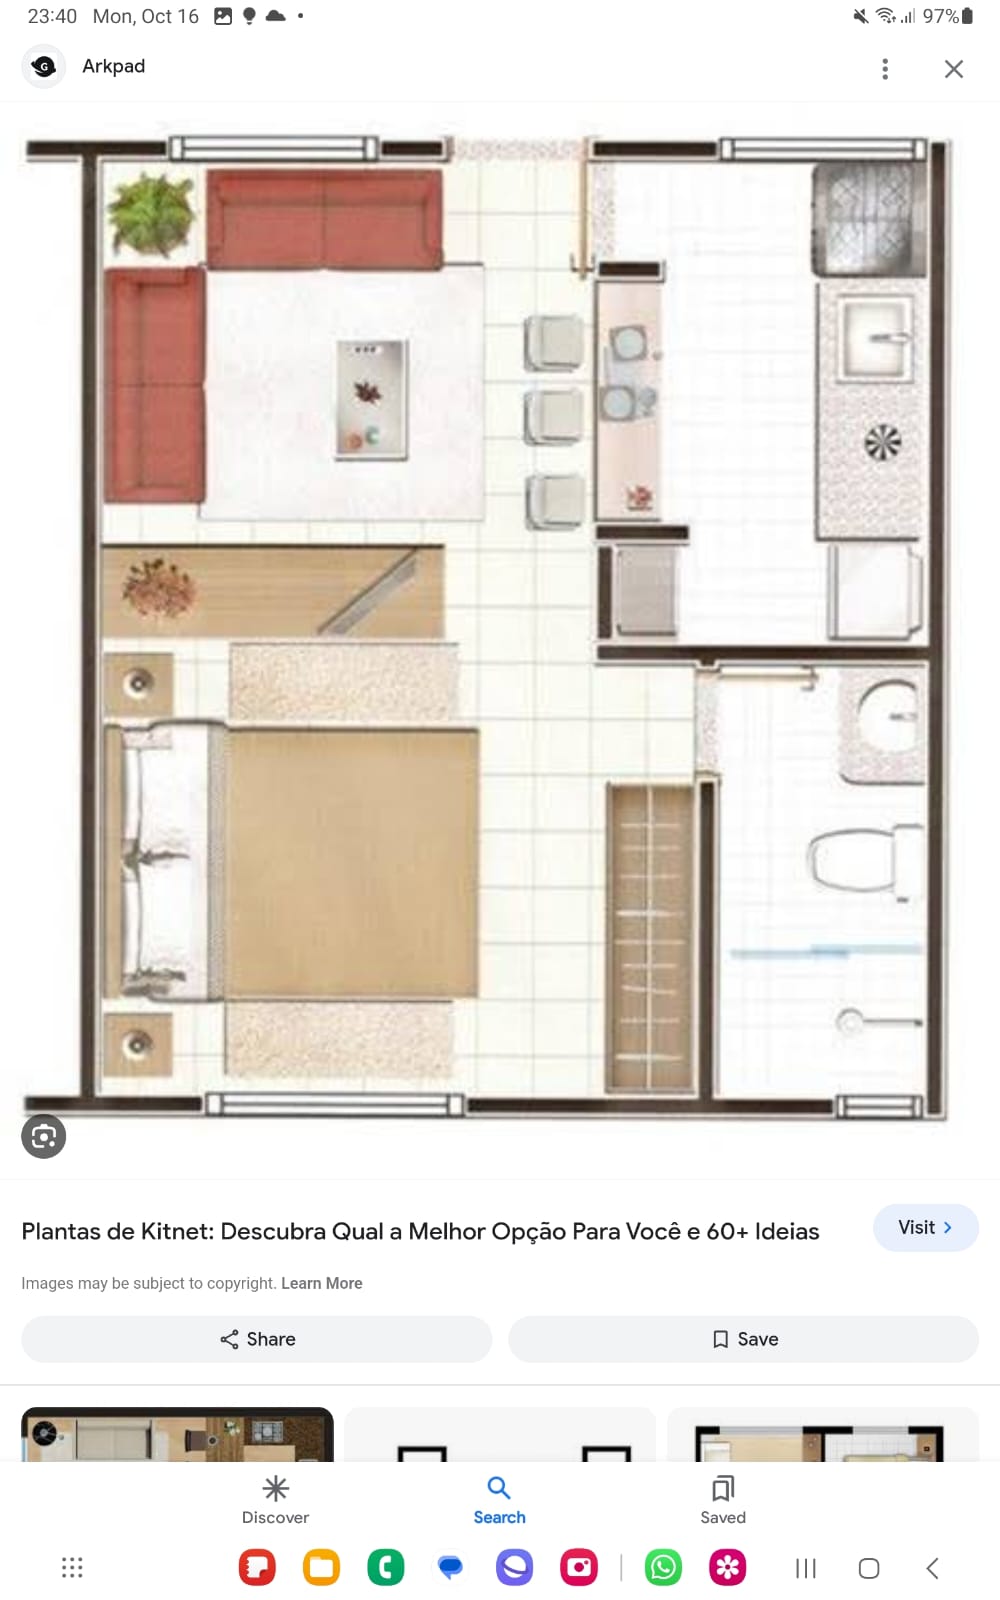 23:40 Mon, Oct 16
97%
G
Arkpad
Plantas de Kitnet: Descubra Qual a Melhor Opção Para Você e 60+ Ideias
Visit
Images may be subject to copyright. Learn More
Share
Save
Discover
Search
Saved